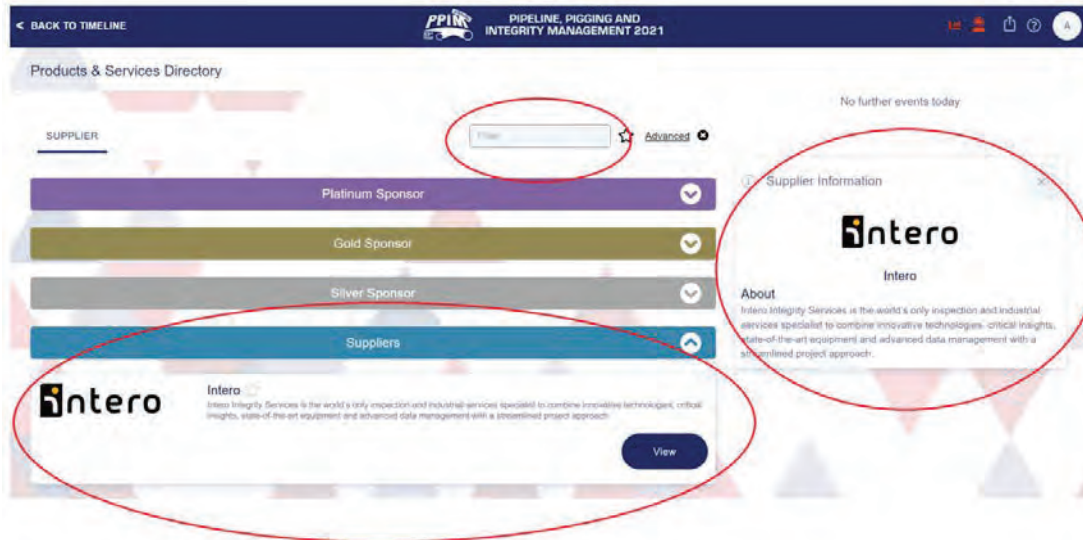 < BACK TO TIMELINE
PPIM
PIPELINE, PIGGING AND
INTEGRITY MANAGEMENT 2021
A
Products & Services Directory
No further events today
SUPPLIER
Filter
Advanced
Platinum Sponsor
Gold Sponsor
Silver Sponsor
Suppliers
intero
Intero
Intero Integrity Services is the world's only inspection and industrial services specialist to combine innovative technologies, critical
insights, state-of-the-art equipment and advanced data management with a streamlined project approach.
View
Supplier Information
intero
Intero
About
Intero Integrity Services is the world's only inspection and industrial
services specialist to combine innovative technologies, critical insights,
state-of-the-art equipment and advanced data management with a
streamlined project approach.